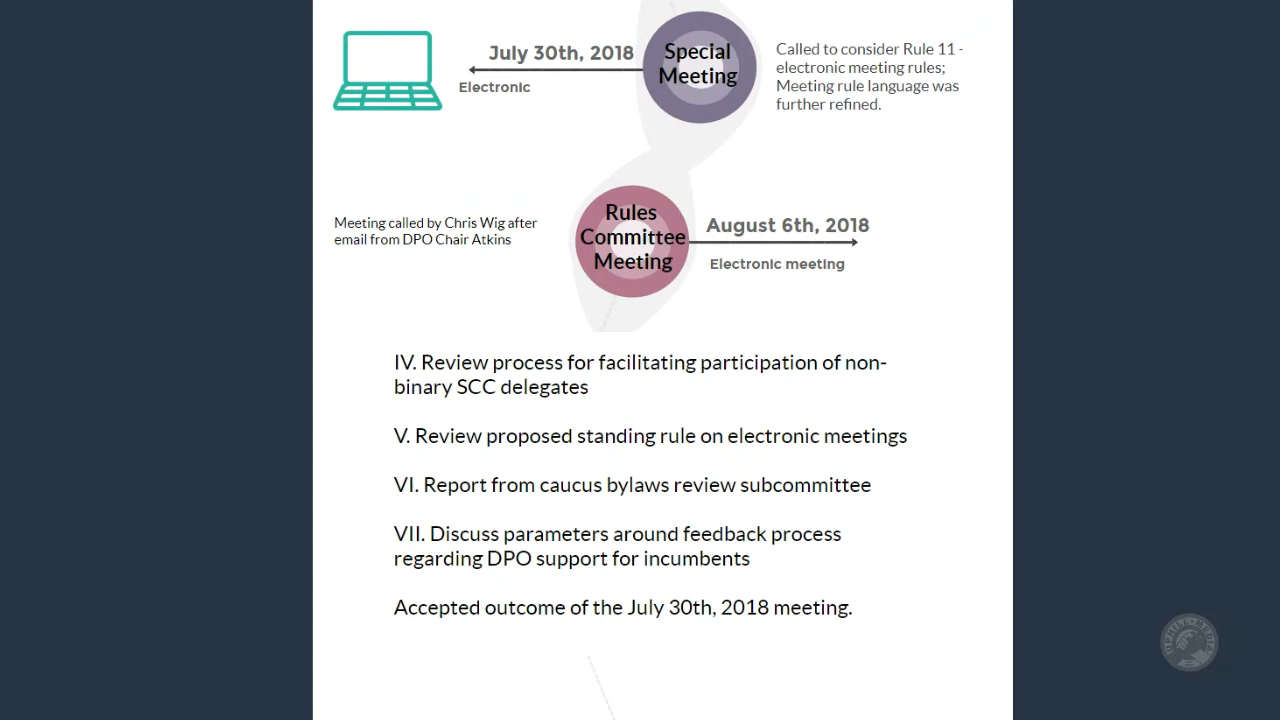 July 30th, 2018
Electronic
Special
Meeting
Called to consider Rule 11 -
electronic meeting rules;
Meeting rule language was
further refined.
Meeting called by Chris Wig after
email from DPO Chair Atkins
Rules
Committee
Meeting
August 6th, 2018
Electronic meeting
IV. Review process for facilitating participation of non-
binary SCC delegates
V. Review proposed standing rule on electronic meetings
VI. Report from caucus bylaws review subcommittee
VII. Discuss parameters around feedback process
regarding DPO support for incumbents
Accepted outcome of the July 30th, 2018 meeting.